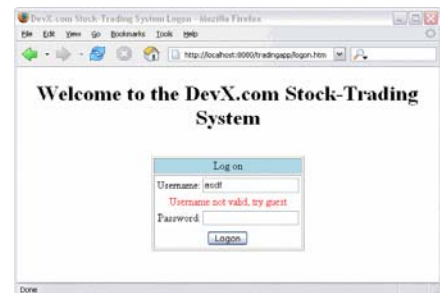 DevX.com Stock-Trading System Logon - Mozilla Firefox
File Edit View Go Bookmarks Tools Help
http://localhost:8080/tradingapp/logon.htm
Welcome to the DevX.com Stock-Trading
System
Log on
Username: asdf
Username not valid, try guest
Password:
Logon
Done